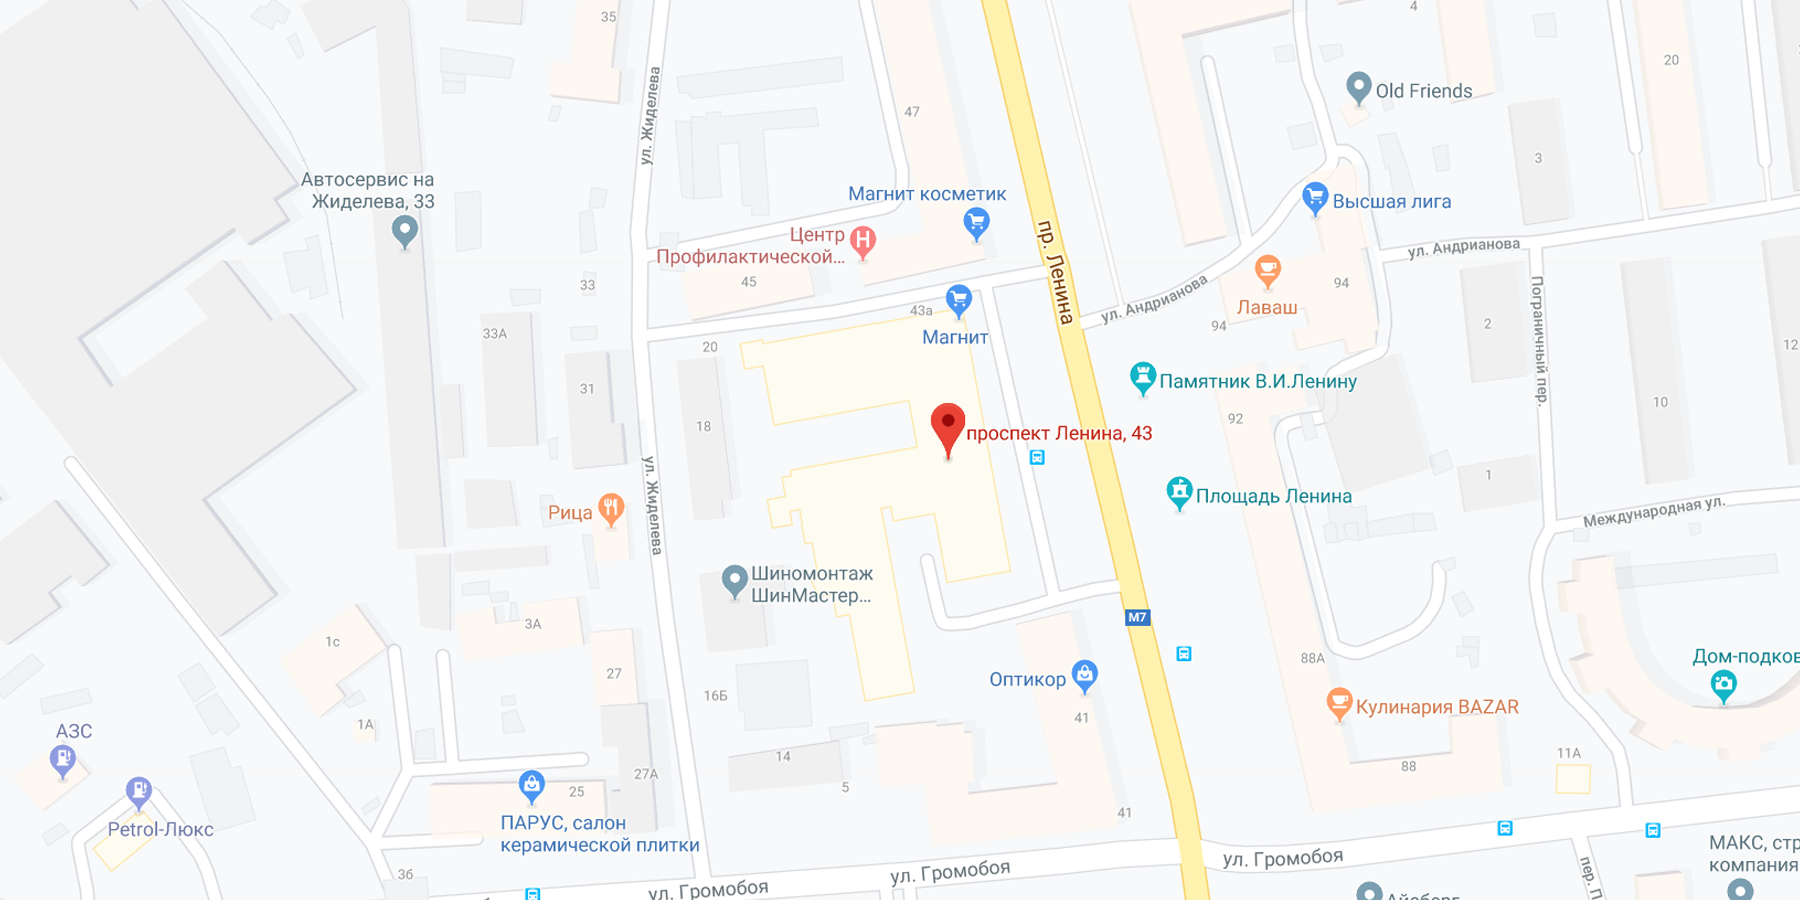 35
4
20
47
Old Friends
ул. Жиделева
3
Автосервис на
Жиделева, 33
Магнит косметик
Высшая лига
Центр
Профилактической...
пр. Ленина
ул. Андрианова
45
33
94
Лаваш
ул. Андрианова
43а
94
Пограничный пер.
33А
Магнит
20
2
12
31
Памятник В.И.Ленину
10
18
92
проспект Ленина, 43
1
ул. Жиделева
Рица
Площадь Ленина
Международная ул.
Шиномонтаж
ШинМастер...
М7
3А
1с
27
Оптикор
88А
Дом-подков
16Б
1А
41
Кулинария BAZAR
АЗС
14
27А
5
25
88
11А
41
Petrol-Люкс
ПАРУС, салон
керамической плитки
ул. Громобоя
МАКС, стр
компания
36
ул. Громобоя
ул. Громобоя
пер. П